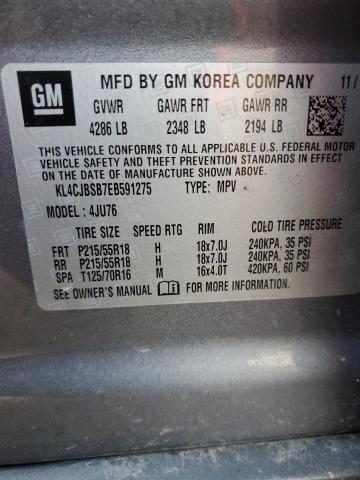 GM
MFD BY GM KOREA COMPANY 11/
GVWR GAWR FRT GAWR RR
4286 LB 2348 LB 2194 LB
THIS VEHICLE CONFORMS TO ALL APPLICABLE
U.S. FEDERAL MOTOR VEHICLE SAFETY, BUMPER, AND
THEFT PREVENTION STANDARDS IN EFFECT ON THE
DATE OF MANUFACTURE SHOWN ABOVE.
KL4CJBSB7EB591275 TYPE: MPV
MODEL: 4JU76
TIRE SIZE SPEED RTG RIM COLD TIRE PRESSURE
FRT P215/55R18 H 18x7.0J 240KPA, 35 PSI
RR P215/55R18 H 18x7.0J 240KPA, 35 PSI
SPA T125/70R16 M 16x4.0T 420KPA, 60 PSI
SEE OWNER'S MANUAL FOR MORE INFORMATION.